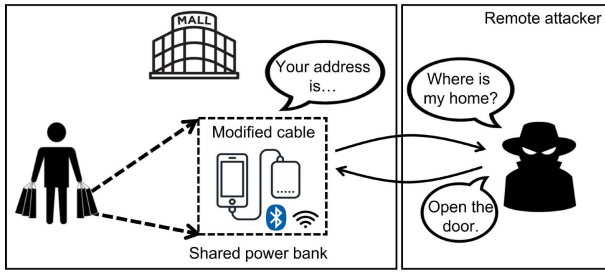 MALL
Remote attacker
Your address
is...
Where is
my home?
Modified cable
Open the
door.
Shared power bank